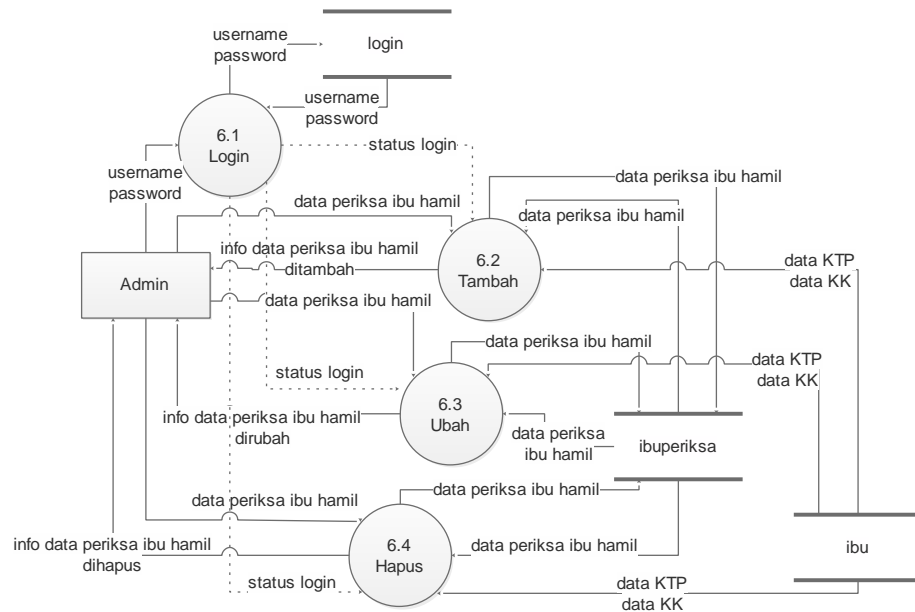 username
password
login
username
password
6.1
Login
status login
username
password
data periksa ibu hamil
data periksa ibu hamil
data periksa ibu hamil
info data periksa ibu hamil
ditambah
6.2
Tambah
data KTP
data KK
Admin
data periksa ibu hamil
data periksa ibu hamil
data KTP
data KK
status login
6.3
Ubah
info data periksa ibu hamil
dirubah
data periksa
ibu hamil
ibuperiksa
data periksa ibu hamil
data periksa ibu hamil
info data periksa ibu hamil
dihapus
6.4
Hapus
data periksa ibu hamil
ibu
status login
data KTP
data KK